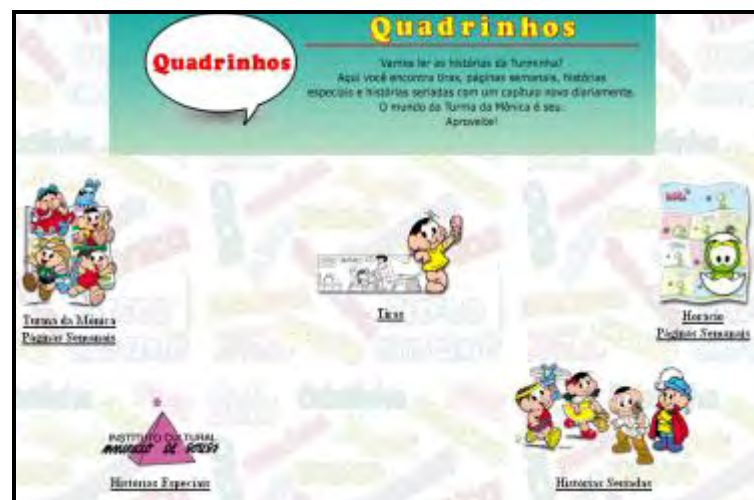 Quadrinhos
Quadrinhos
Vamos ler as histórias da Turminha?
Aqui você encontra tiras, páginas semanais, histórias
especiais e histórias seriadas com um capítulo novo diariamente.
O mundo da Turma da Mônica é seu.
Aproveite!
Turma da Mônica
Páginas Semanais
Tiras
Horacio
Páginas Semanais
INSTITUTO CULTURAL
MAURICIO DE SOUSA
Histórias Especiais
Histórias Seriadas